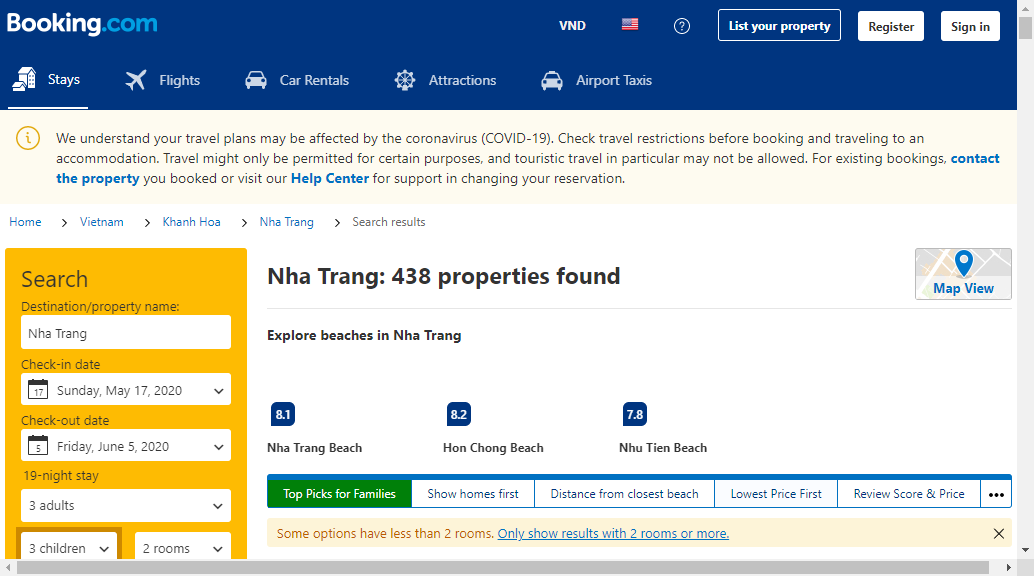 Booking.com
VND
?
List your property
Register
Sign in
Stays
Flights
Car Rentals
Attractions
Airport Taxis
We understand your travel plans may be affected by the coronavirus (COVID-19). Check travel restrictions before booking and traveling to an
accommodation. Travel might only be permitted for certain purposes, and touristic travel in particular may not be allowed. For existing bookings, contact
the property you booked or visit our Help Center for support in changing your reservation.
Home > Vietnam > Khanh Hoa > Nha Trang > Search results
Search
Destination/property name:
Nha Trang
Check-in date
17 Sunday, May 17, 2020
Check-out date
5 Friday, June 5, 2020
19-night stay
3 adults
3 children
2 rooms
Nha Trang: 438 properties found
Map View
Explore beaches in Nha Trang
8.1
Nha Trang Beach
8.2
Hon Chong Beach
7.8
Nhu Tien Beach
Top Picks for Families
Show homes first
Distance from closest beach
Lowest Price First
Review Score & Price
•••
Some options have less than 2 rooms. Only show results with 2 rooms or more.